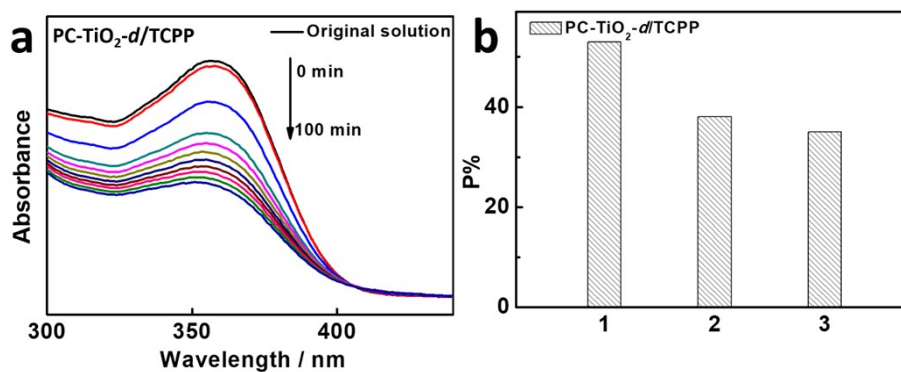 a
PC-TiO2-d/TCPP
Original solution
0 min
100 min
Absorbance
300
350
400
Wavelength / nm
b
PC-TiO2-d/TCPP
P%
40
20
0
1
2
3